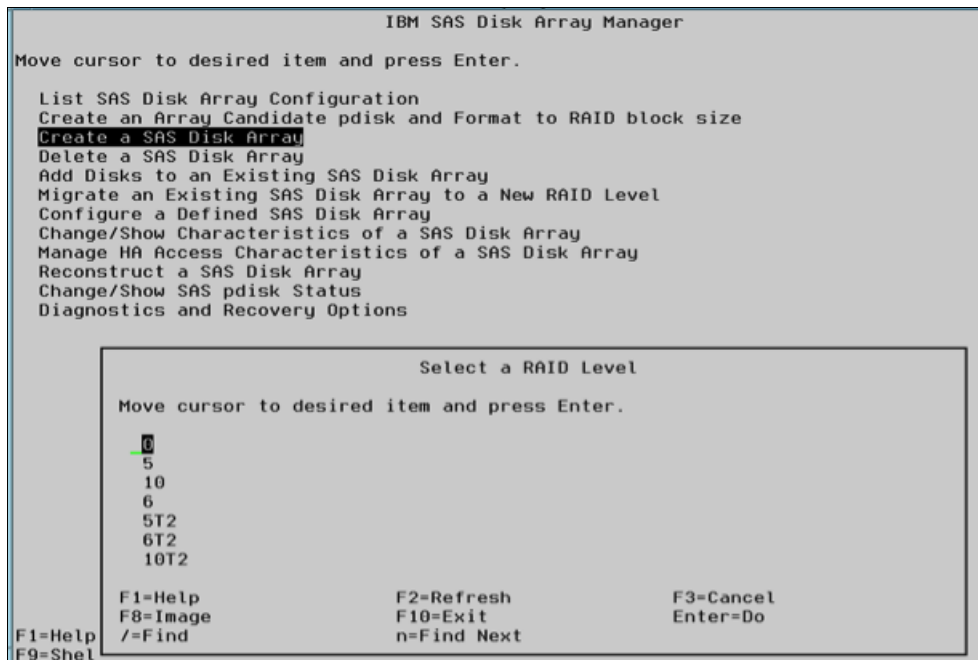 IBM SAS Disk Array Manager
Move cursor to desired item and press Enter.
List SAS Disk Array Configuration
Create an Array Candidate pdisk and Format to RAID block size
Create a SAS Disk Array
Delete a SAS Disk Array
Add Disks to an Existing SAS Disk Array
Migrate an Existing SAS Disk Array to a New RAID Level
Configure a Defined SAS Disk Array
Change/Show Characteristics of a SAS Disk Array
Manage HA Access Characteristics of a SAS Disk Array
Reconstruct a SAS Disk Array
Change/Show SAS pdisk Status
Diagnostics and Recovery Options
Select a RAID Level
Move cursor to desired item and press Enter.
0
5
10
6
5T2
6T2
10T2
F1=Help F2=Refresh F3=Cancel
F8=Image F10=Exit Enter=Do
F1=Help /=Find n=Find Next
F9=Shel